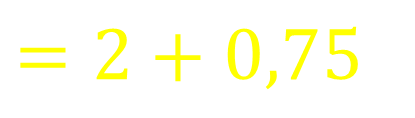 = 2 + 0,75